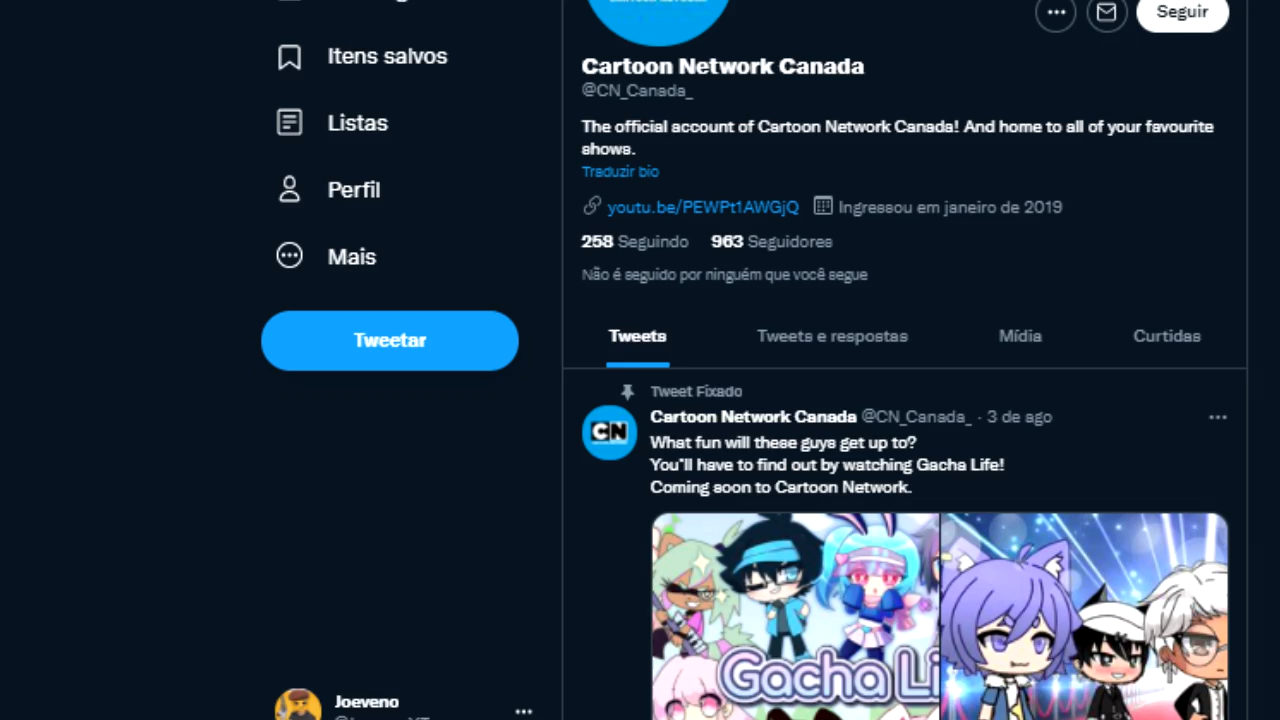 Seguir
Itens salvos
Cartoon Network Canada
@CN_Canada_
Listas
The official account of Cartoon Network Canada! And home to all of your favourite
shows.
Traduzir bio
Perfil
youtu.be/PEWPt1AWGjQ Ingressou em janeiro de 2019
258 Seguindo 963 Seguidores
Mais
Não é seguido por ninguém que você segue
Tweetar
Tweets Tweets e respostas Mídia Curtidas
Tweet Fixado
Cartoon Network Canada @CN_Canada_ · 3 de ago
CN
What fun will these guys get up to?
You"ll have to find out by watching Gacha Life!
Coming soon to Cartoon Network.
Gacha Li
Joeveno